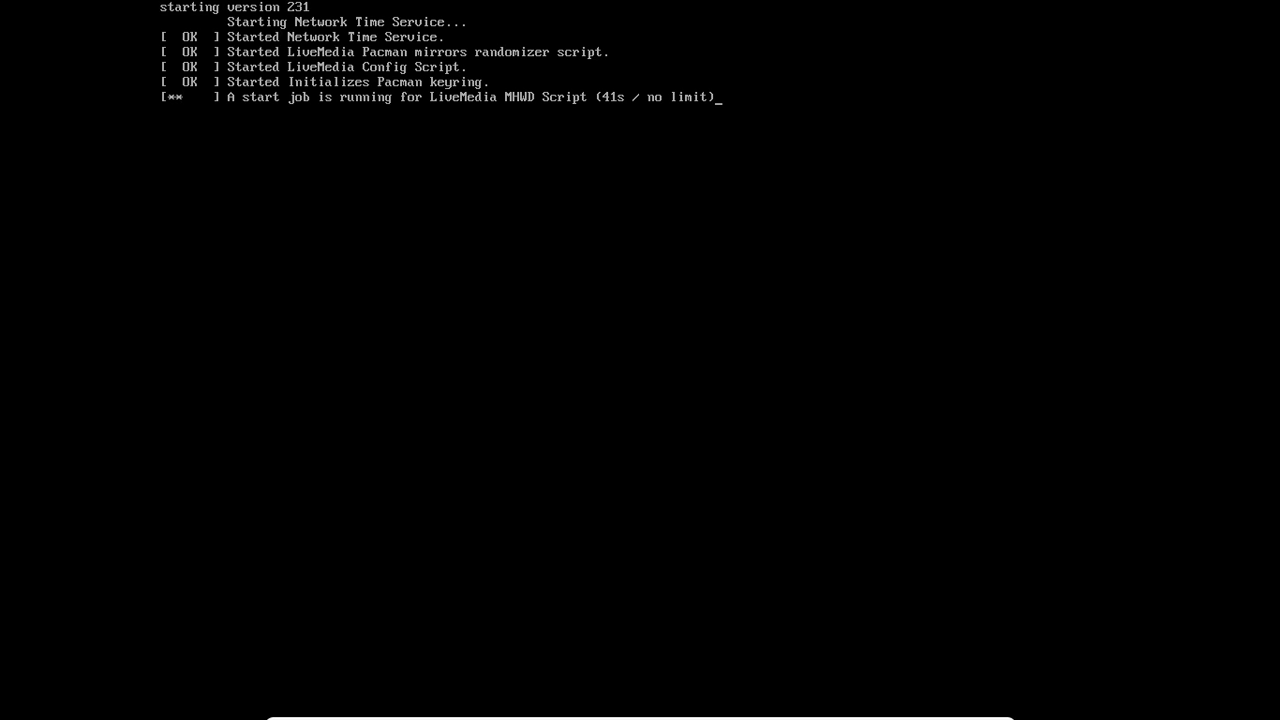 starting version 231
Starting Network Time Service...
[  OK  ] Started Network Time Service.
[  OK  ] Started LiveMedia Pacman mirrors randomizer script.
[  OK  ] Started LiveMedia Config Script.
[  OK  ] Started Initializes Pacman keyring.
[**    ] A start job is running for LiveMedia MHWD Script (41s / no limit)_